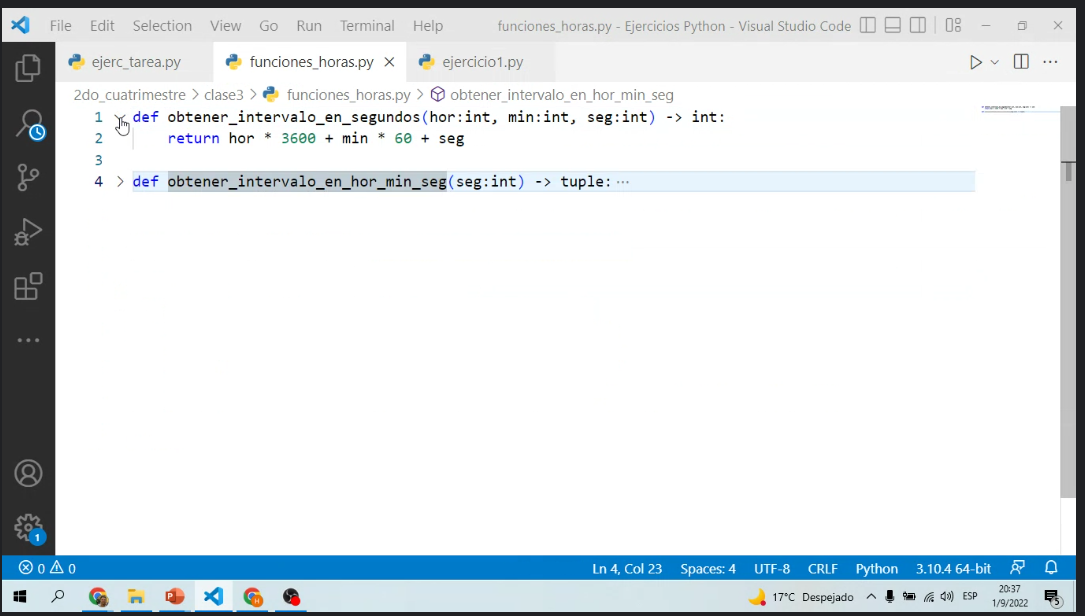 File Edit Selection View Go Run Terminal Help funciones_horas.py - Ejercicios Python - Visual Studio Code
ejerc_tarea.py funciones_horas.py ejercicio1.py
2do_cuatrimestre > clase3 > funciones_horas.py > obtener_intervalo_en_hor_min_seg
1 def obtener_intervalo_en_segundos(hor:int, min:int, seg:int) -> int:
2 return hor * 3600 + min * 60 + seg
3
4 def obtener_intervalo_en_hor_min_seg(seg:int) -> tuple: ···
1
0 0 Ln 4, Col 23 Spaces: 4 UTF-8 CRLF Python 3.10.4 64-bit
17°C Despejado ESP 20:37
1/9/2022 5